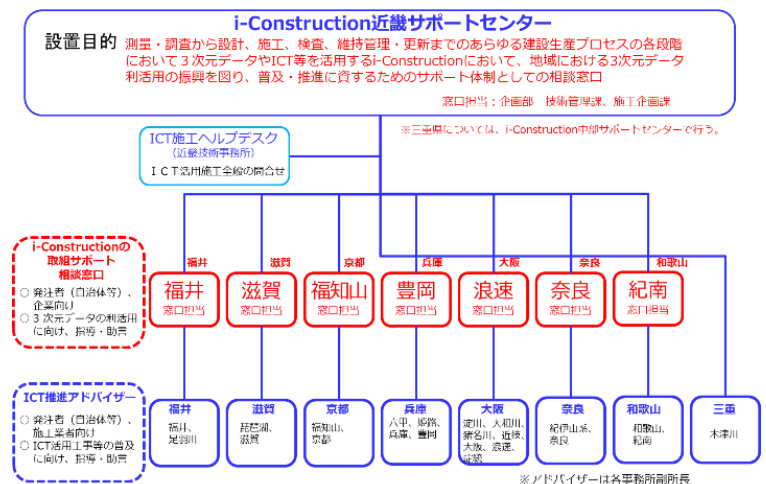 i-Construction近畿サポートセンター
設置目的
測量・調査から設計、施工、検査、維持管理・更新までのあらゆる建設生産プロセスの各段階
において３次元データやICT等を活用するi-Constructionにおいて、地域における3次元データ
利活用の振興を図り、普及・推進に資するためのサポート体制としての相談窓口
窓口担当：企画部　技術管理課、施工企画課
※三重県については、i-Construction中部サポートセンターで行う。
ICT施工ヘルプデスク
（近畿技術事務所）
ＩＣＴ活用施工全般の問合せ
i-Constructionの
取組サポート
相談窓口
○ 発注者（自治体等）、
企業向け
○ ３次元データの利活用
に向け、指導・助言
福井
福井
窓口担当
滋賀
滋賀
窓口担当
京都
福知山
窓口担当
兵庫
豊岡
窓口担当
大阪
浪速
窓口担当
奈良
奈良
窓口担当
和歌山
紀南
窓口担当
ICT推進アドバイザー
○ 発注者（自治体等）、
施工業者向け
○ ICT活用工事等の普及
に向け、指導・助言
福井
福井、
足羽川
滋賀
琵琶湖、
滋賀
京都
福知山、
京都
兵庫
六甲、姫路、
兵庫、豊岡
大阪
淀川、大和川、
猪名川、近技、
大阪、浪速、
奈良
紀伊山系、
奈良
和歌山
和歌山、
紀南
三重
木津川
※アドバイザーは各事務所副所長